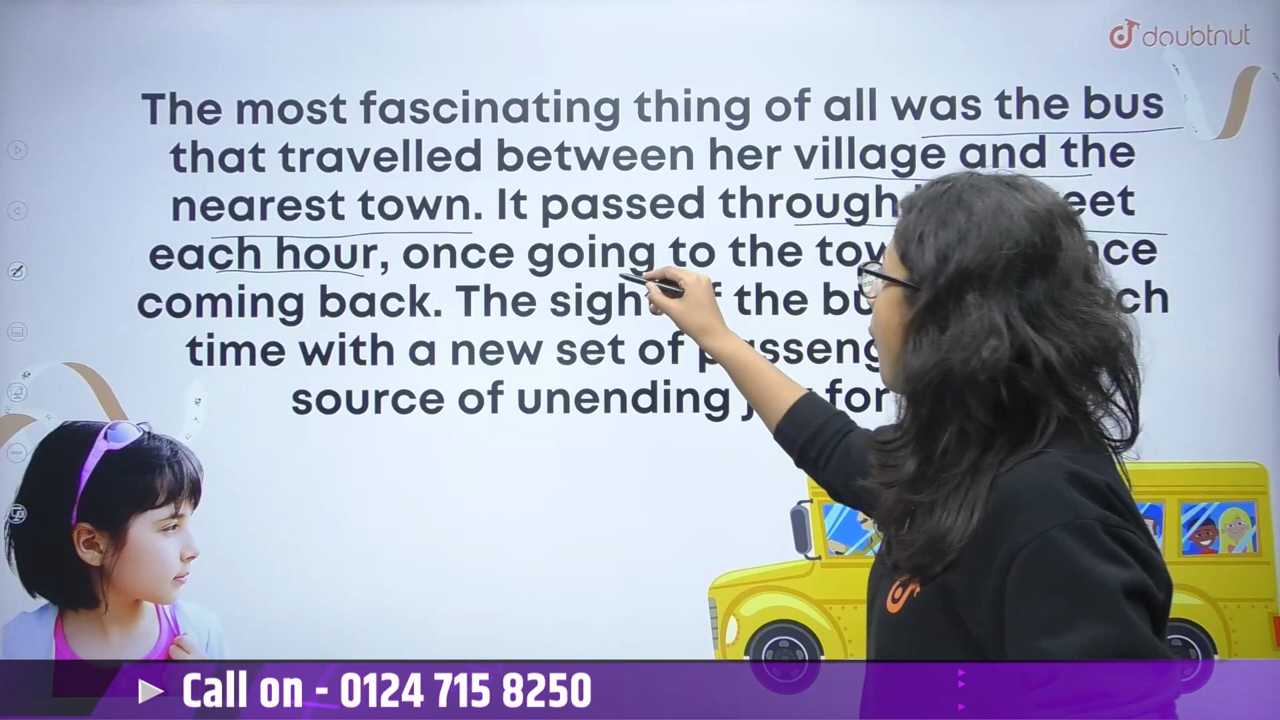 doubtnut
The most fascinating thing of all was the bus
that travelled between her village and the
nearest town. It passed through
each hour, once going to the
coming back. The the
time with a new set of
source of unending for
Call on - 0124 715 8250